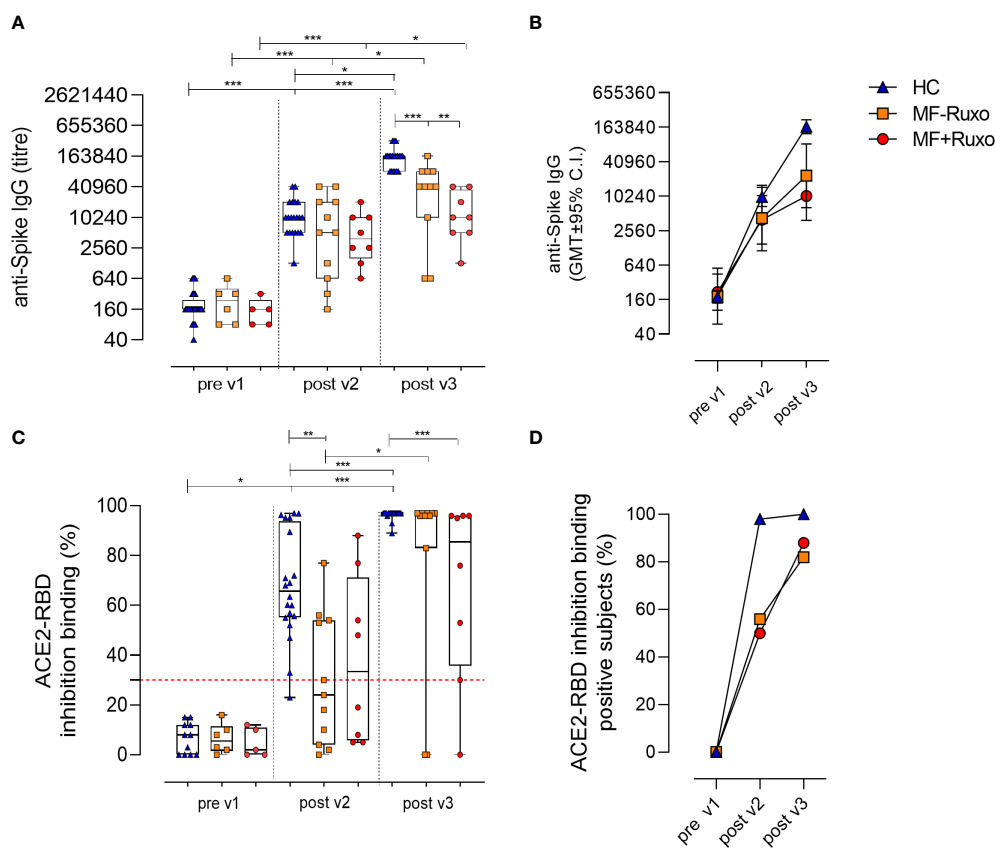 A
*** *
*** *
*
*** ***
*** **
2621440
655360
163840
40960
10240
2560
640
160
40
anti-Spike IgG (titre)
pre v1 post v2 post v3
B
655360
163840
40960
10240
2560
640
160
40
anti-Spike IgG
(GMT±95% C.I.)
pre v1 post v2 post v3
HC
MF-Ruxo
MF+Ruxo
C
** ***
*
***
* ***
100
80
60
40
20
0
ACE2-RBD
inhibition binding (%)
pre v1 post v2 post v3
D
100
80
60
40
20
0
ACE2-RBD inhibition binding
positive subjects (%)
pre v1 post v2 post v3